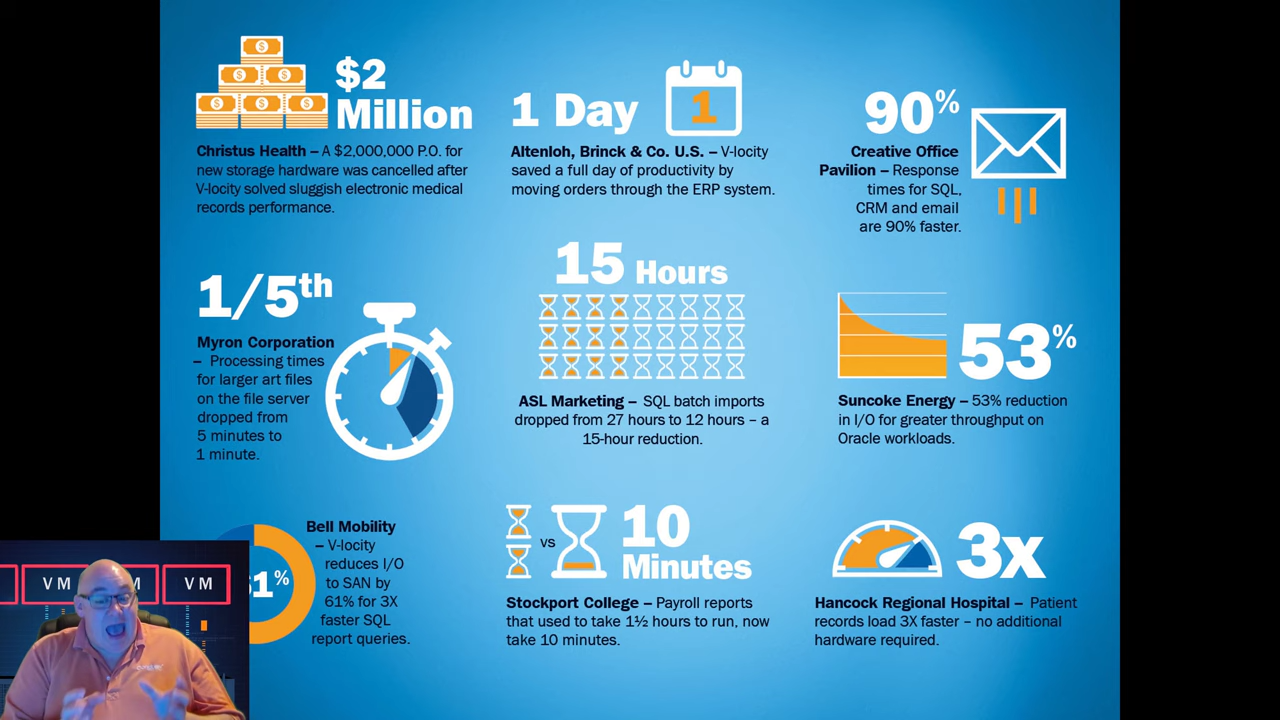 $2
Million
Christus Health – A $2,000,000 P.O. for
new storage hardware was cancelled after
V-locity solved sluggish electronic medical
records performance.
1 Day
1
Altenloh, Brinck & Co. U.S. – V-locity
saved a full day of productivity by
moving orders through the ERP system.
90%
Creative Office
Pavilion – Response
times for SQL,
CRM and email
are 90% faster.
1/5th
Myron Corporation
– Processing times
for larger art files
on the file server
dropped from
5 minutes to
1 minute.
15 Hours
ASL Marketing – SQL batch imports
dropped from 27 hours to 12 hours – a
15-hour reduction.
53%
Suncoke Energy – 53% reduction
in I/O for greater throughput on
Oracle workloads.
1%
Bell Mobility
– V-locity
reduces I/O
to SAN by
61% for 3X
faster SQL
report queries.
vs
10
Minutes
Stockport College – Payroll reports
that used to take 1½ hours to run, now
take 10 minutes.
3x
Hancock Regional Hospital – Patient
records load 3X faster – no additional
hardware required.
VM
M
VM